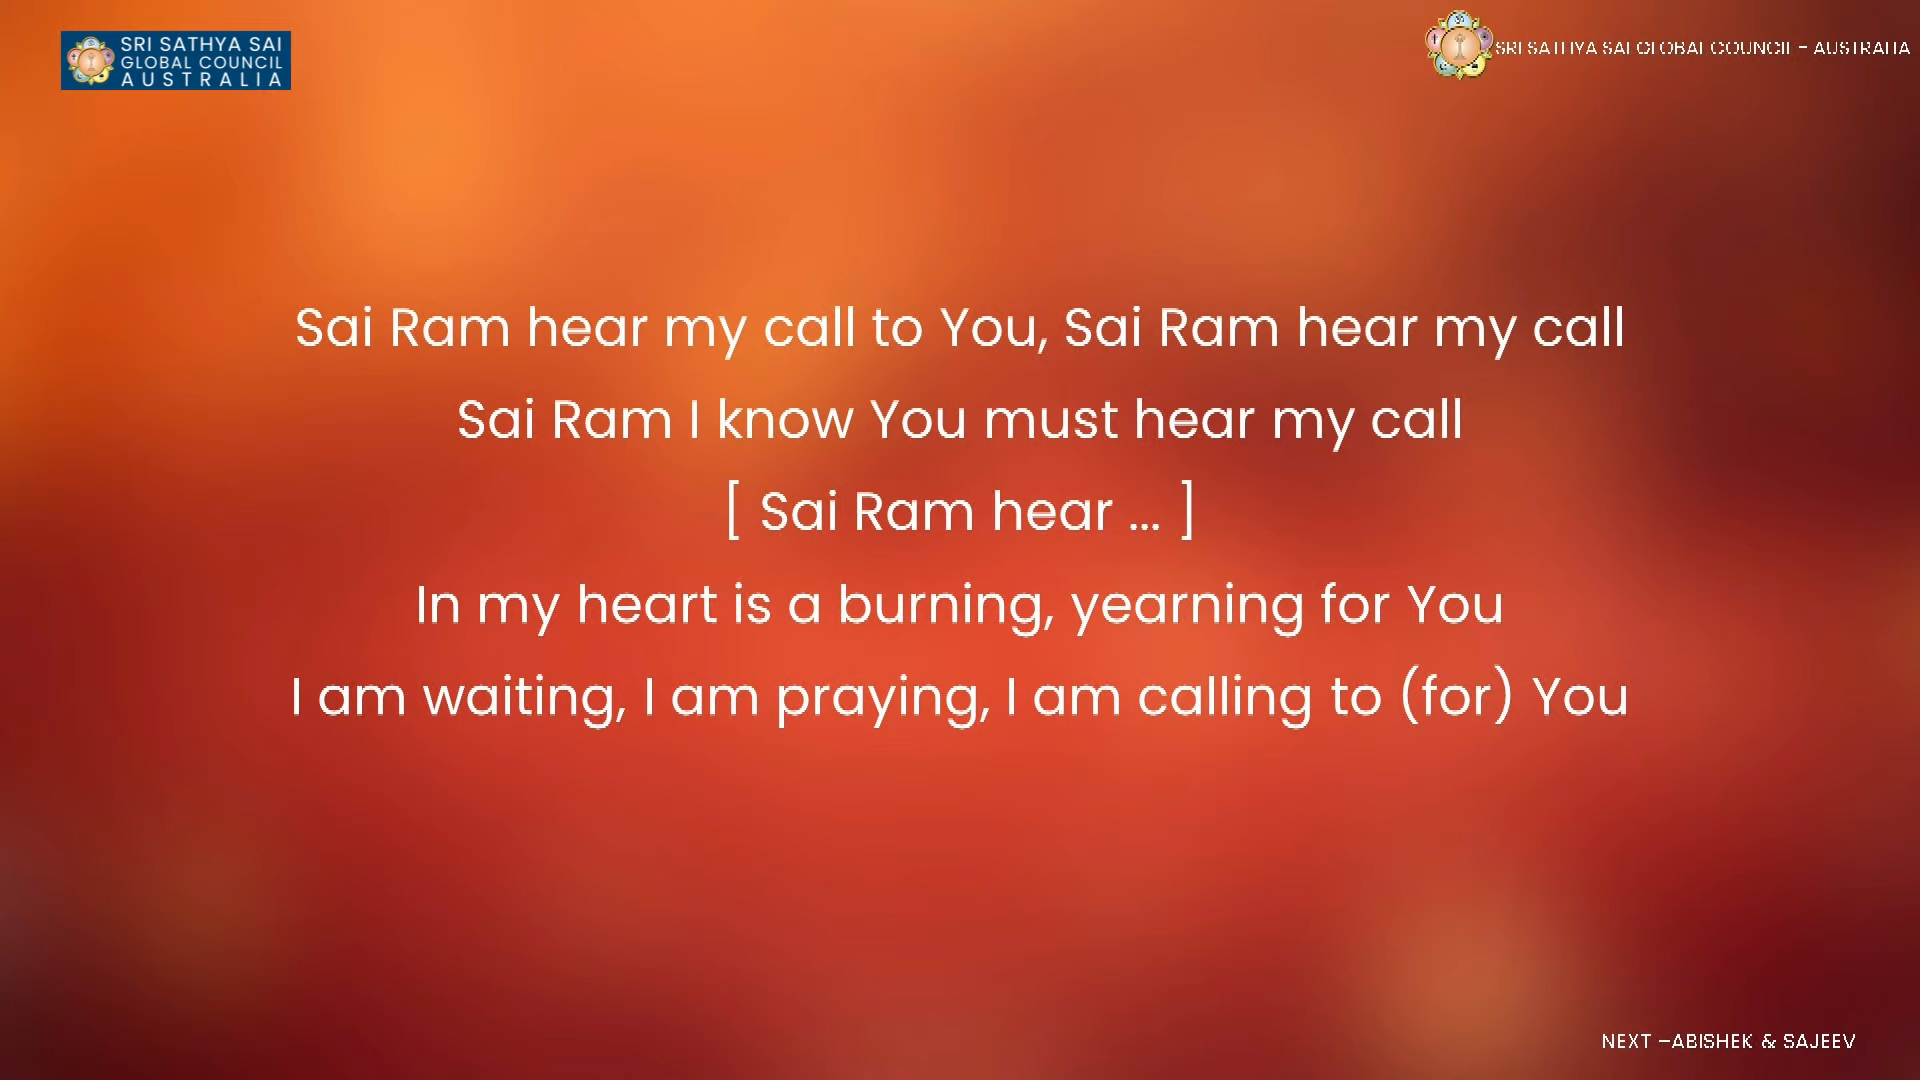 SRI SATHYA SAI
GLOBAL COUNCIL
AUSTRALIA
SRI SATHYA SAI GLOBAL COUNCIL – AUSTRALIA
Sai Ram hear my call to You, Sai Ram hear my call
Sai Ram I know You must hear my call
[ Sai Ram hear ... ]
In my heart is a burning, yearning for You
I am waiting, I am praying, I am calling to (for) You
NEXT –ABISHEK & SAJEEV